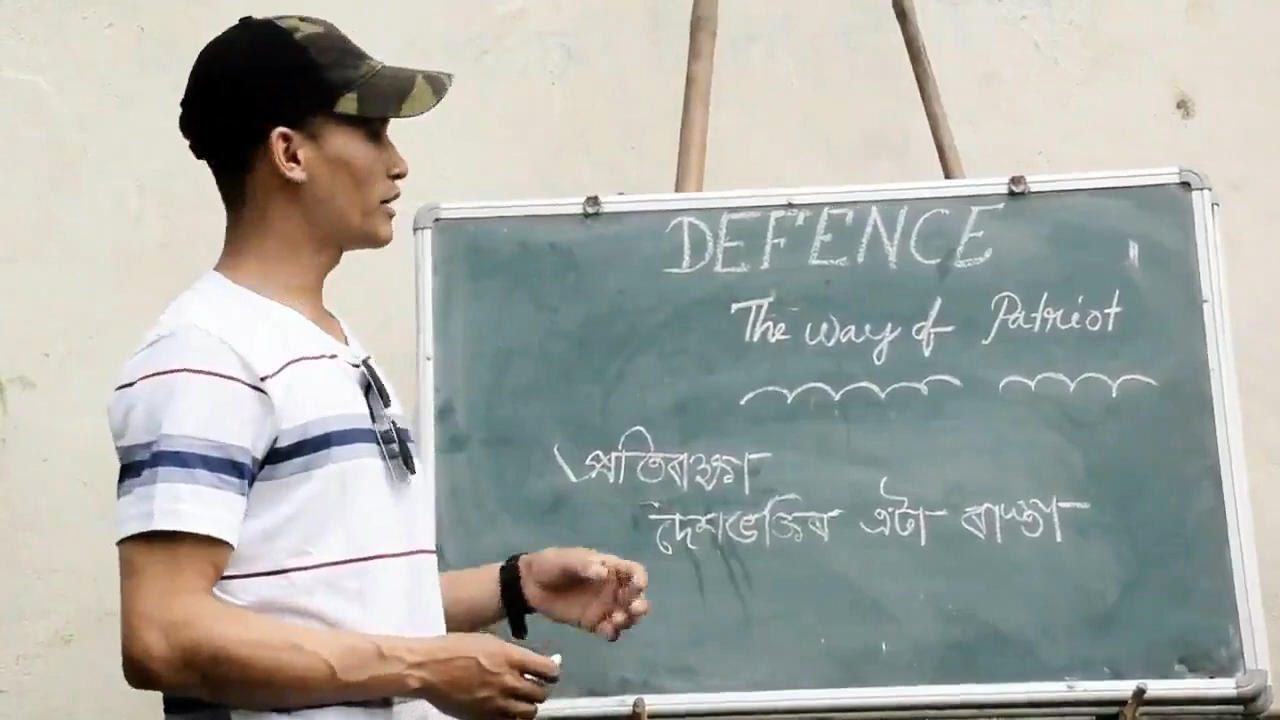 DEFENCE
The way of Patriot
প্ৰতিৰক্ষা
দেশভক্তিৰ এটা ৰাস্তা